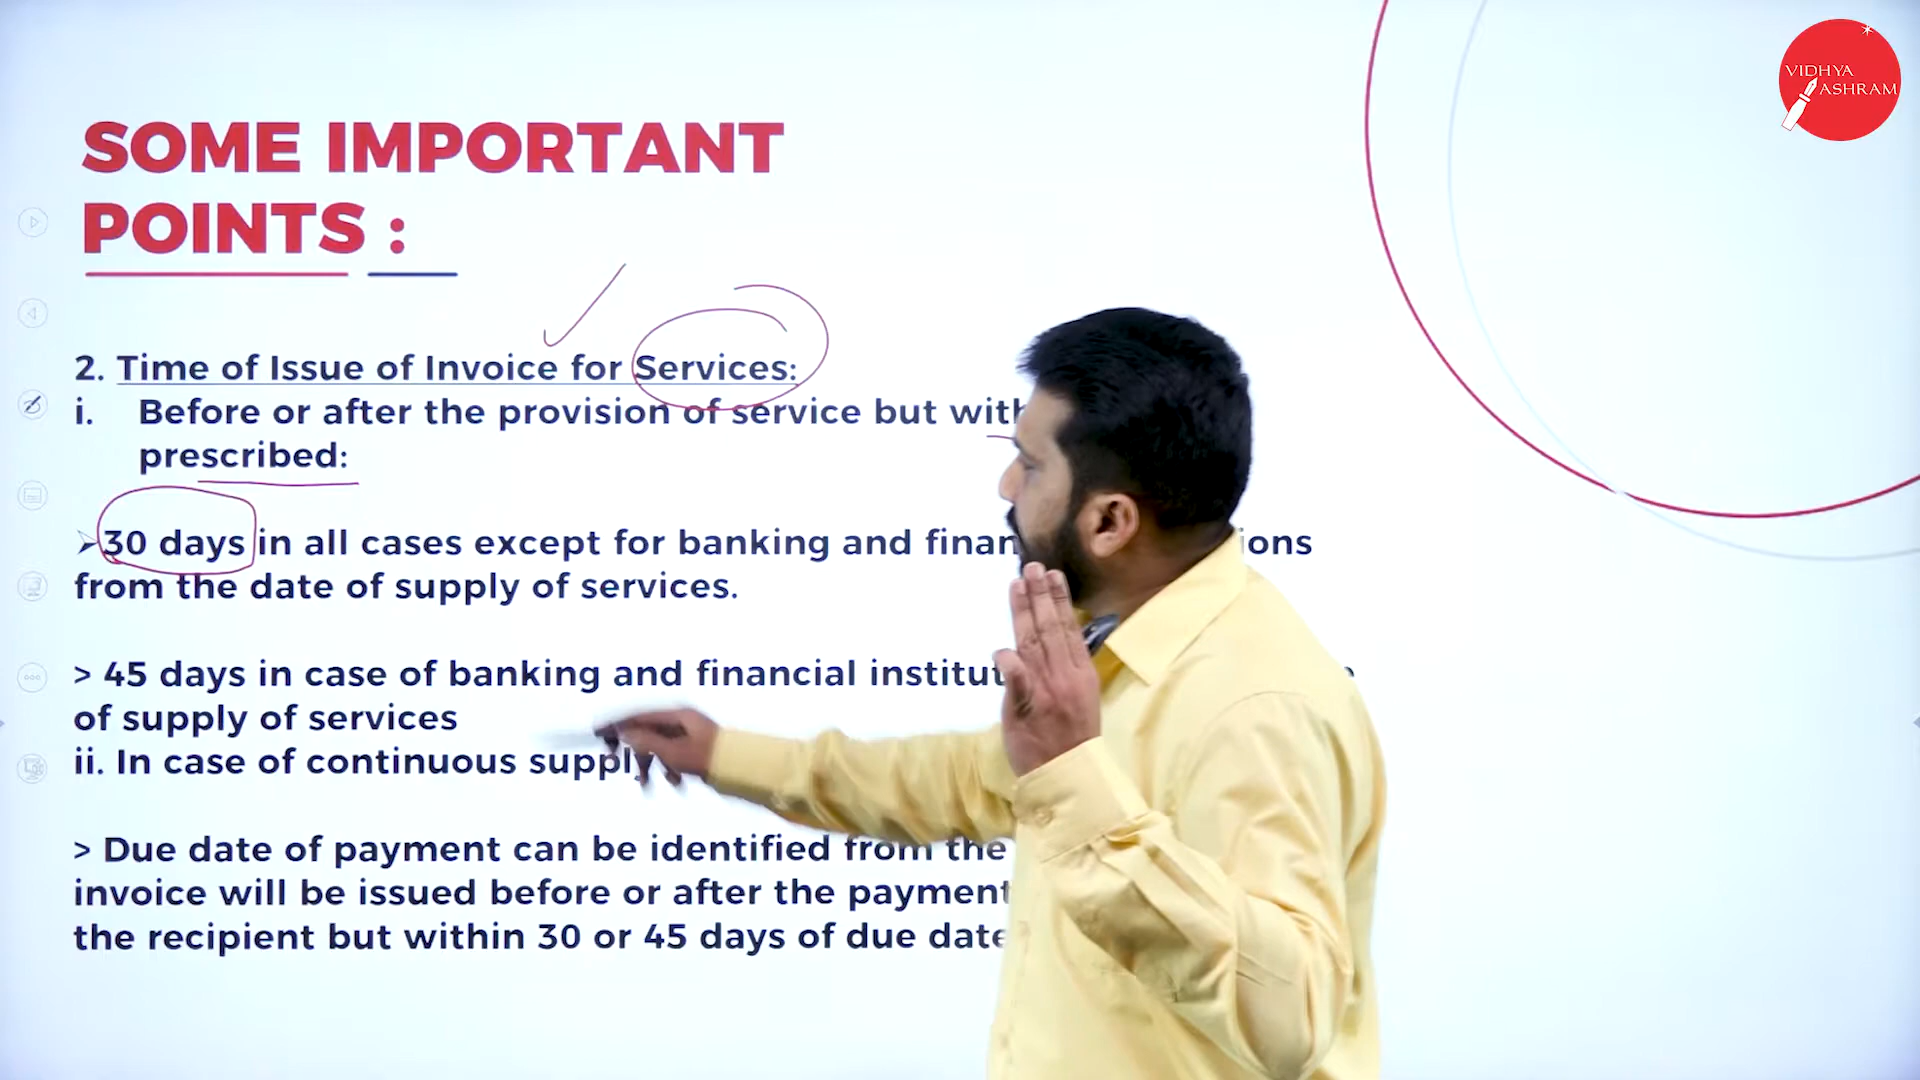 VIDHYA
ASHRAM
SOME IMPORTANT
POINTS :
2. Time of Issue of Invoice for Services:
i. Before or after the provision of service but
prescribed:
30 days in all cases except for banking and
from the date of supply of services.
> 45 days in case of banking and financial
of supply of services
ii. In case of continuous supply
> Due date of payment can be identified from the
invoice will be issued before or after the payment
the recipient but within 30 or 45 days of due date